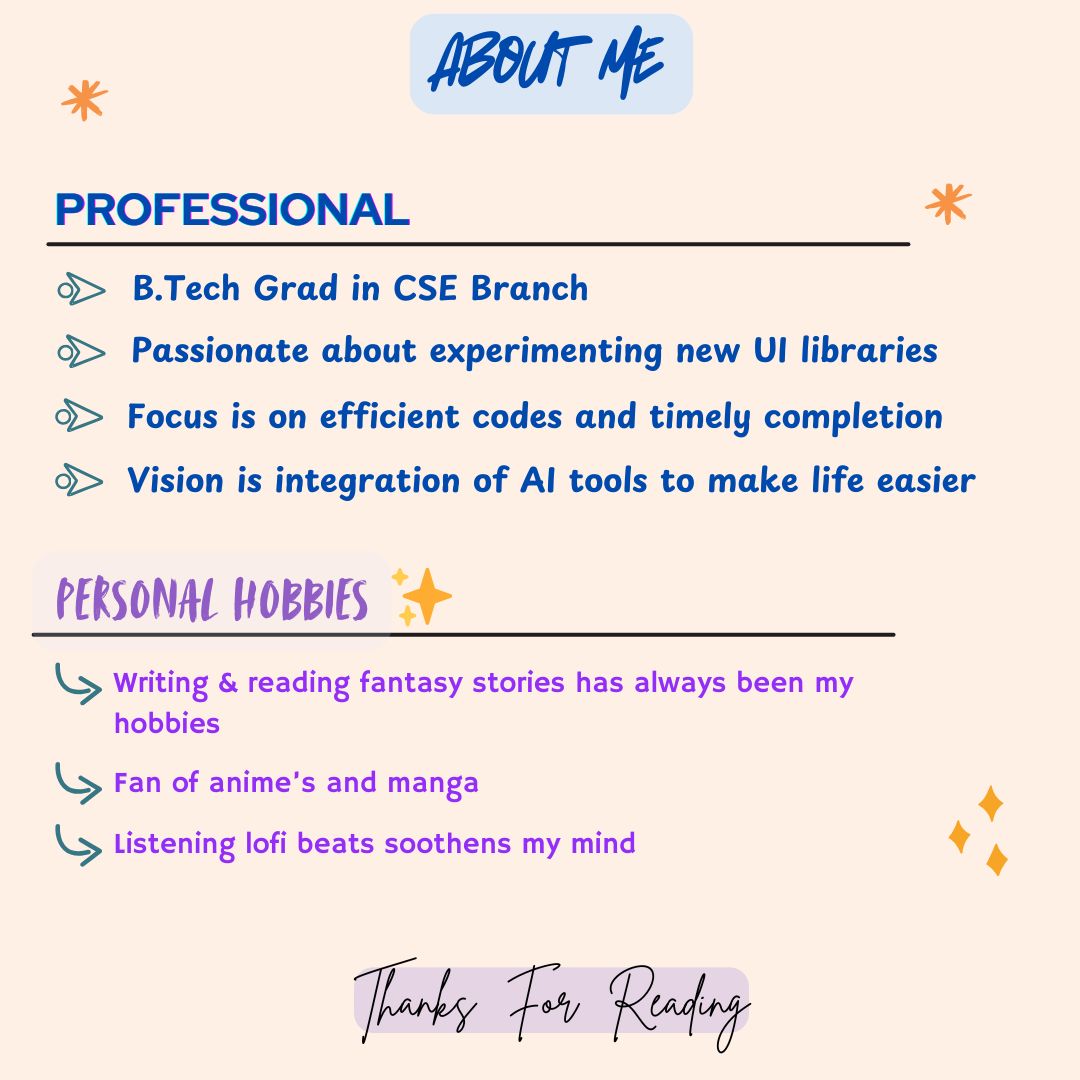 ABOUT ME
PROFESSIONAL
B.Tech Grad in CSE Branch
Passionate about experimenting new UI libraries
Focus is on efficient codes and timely completion
Vision is integration of AI tools to make life easier
PERSONAL HOBBIES
Writing & reading fantasy stories has always been my
hobbies
Fan of anime's and manga
Listening lofi beats soothens my mind
Thanks For Reading